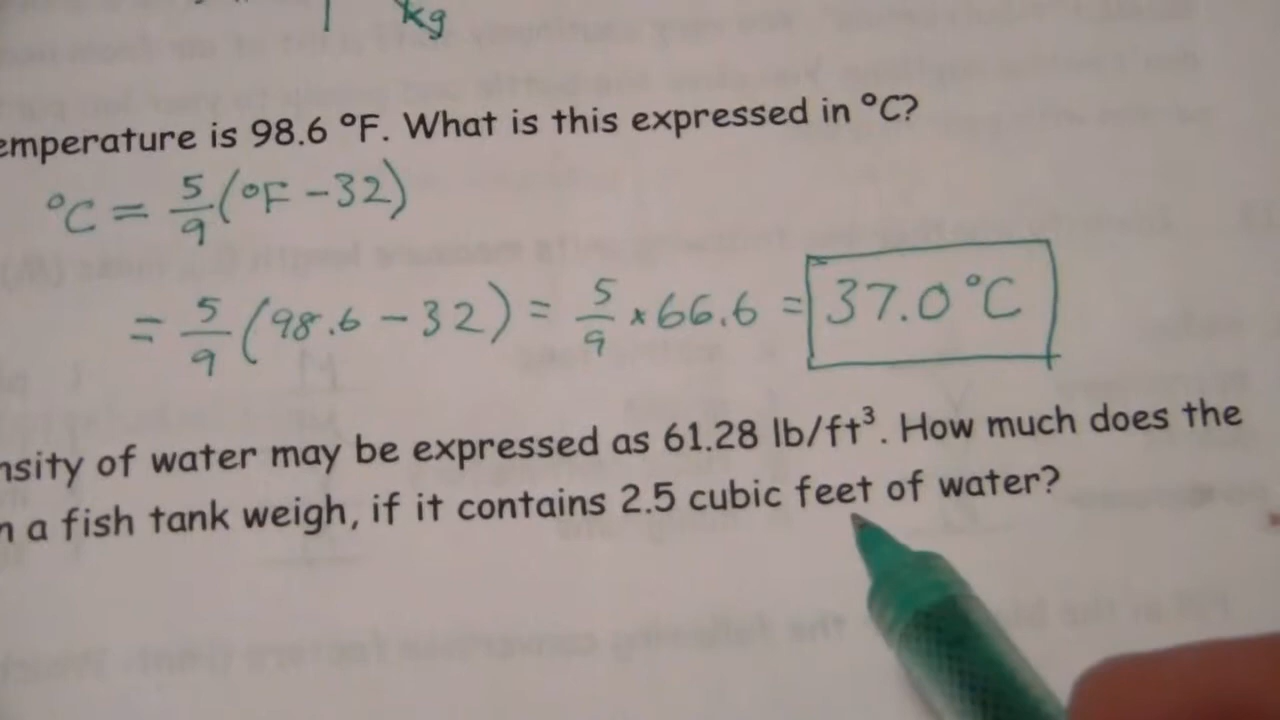 kg
emperature is 98.6 °F. What is this expressed in °C?
°C = 5/9 (°F - 32)
= 5/9 (98.6 - 32) = 5/9 × 66.6 = 37.0 °C
nsity of water may be expressed as 61.28 lb/ft³. How much does the
n a fish tank weigh, if it contains 2.5 cubic feet of water?